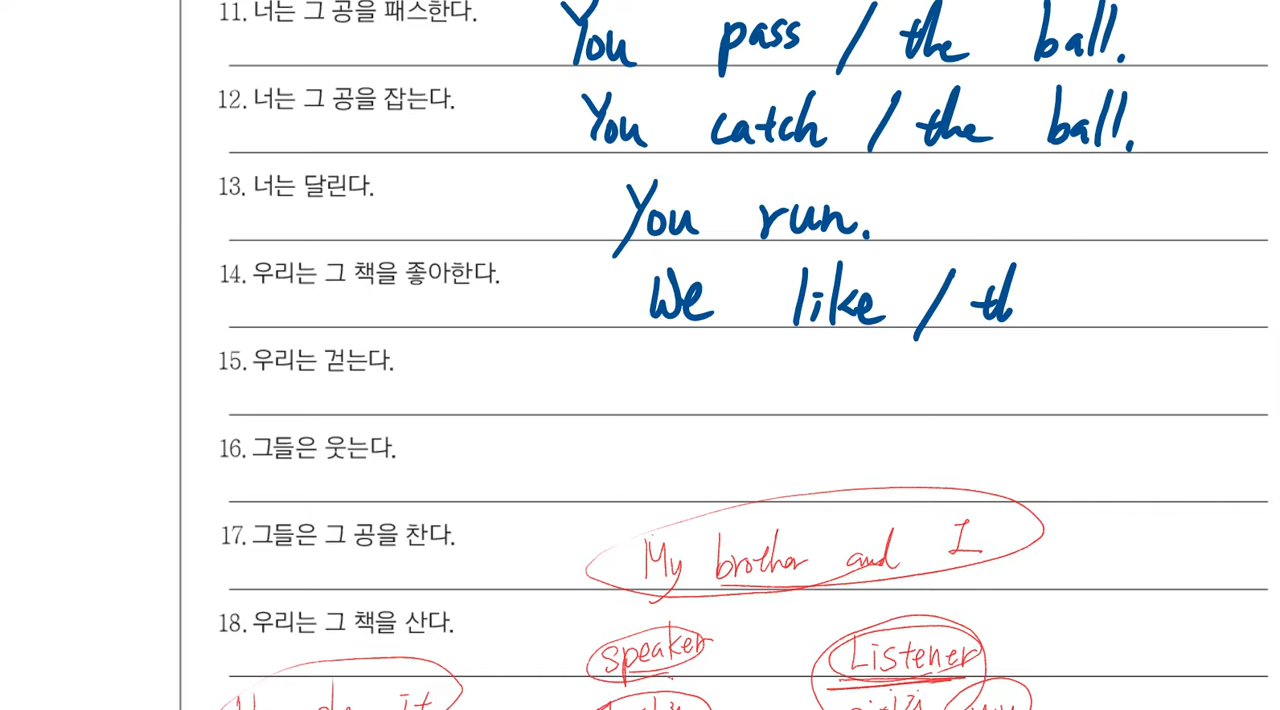 11. 너는 그 공을 패스한다. You pass / the ball.
12. 너는 그 공을 잡는다. You catch / the ball.
13. 너는 달린다. You run.
14. 우리는 그 책을 좋아한다. We like / th
15. 우리는 걷는다.
16. 그들은 웃는다.
17. 그들은 그 공을 찬다. My brother and I
18. 우리는 그 책을 산다. speaker Listener
it you